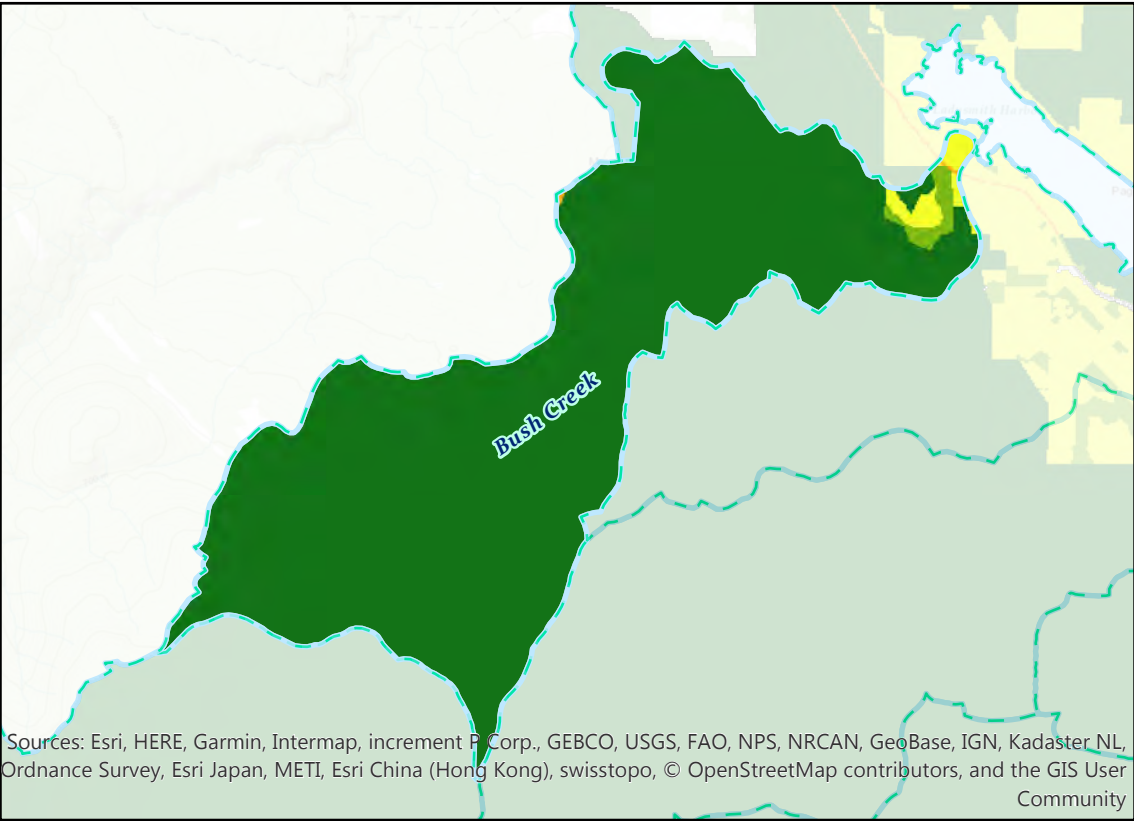 Bush Creek
Sources: Esri, HERE, Garmin, Intermap, increment P Corp., GEBCO, USGS, FAO, NPS, NRCAN, GeoBase, IGN, Kadaster NL,
Ordnance Survey, Esri Japan, METI, Esri China (Hong Kong), swisstopo, © OpenStreetMap contributors, and the GIS User
Community